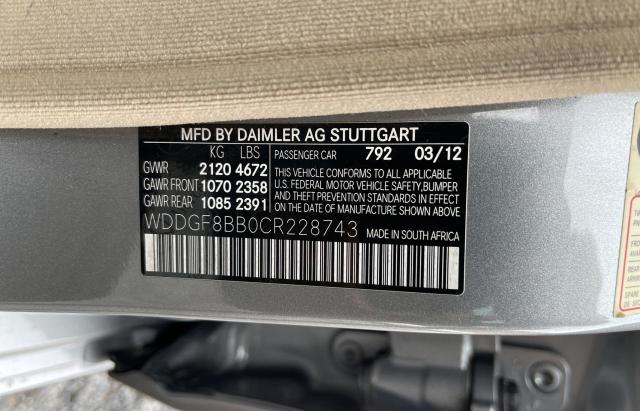 MFD BY DAIMLER AG STUTTGART
KG LBS PASSENGER CAR 792 03/12
GVWR 2120 4672
GAWR FRONT 1070 2358
GAWR REAR 1085 2391
THIS VEHICLE CONFORMS TO ALL APPLICABLE
U.S. FEDERAL MOTOR VEHICLE SAFETY, BUMPER
AND THEFT PREVENTION STANDARDS IN EFFECT
ON THE DATE OF MANUFACTURE SHOWN ABOVE.
WDDGF8BB0CR228743 MADE IN SOUTH AFRICA